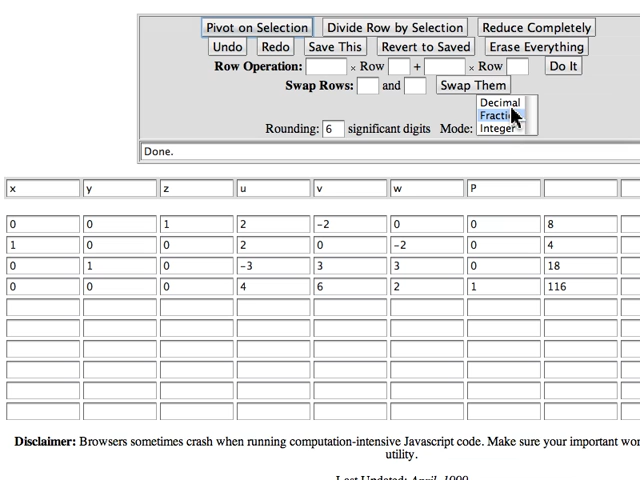 Pivot on Selection Divide Row by Selection Reduce Completely
Undo Redo Save This Revert to Saved Erase Everything
Row Operation: × Row + × Row Do It
Swap Rows: and Swap Them
Decimal
Rounding: 6 significant digits Mode: Integer
Done.
x y z u v w P
0 0 1 2 -2 0 0 8
1 0 0 2 0 -2 0 4
0 1 0 -3 3 3 0 18
0 0 0 4 6 2 1 116
Disclaimer: Browsers sometimes crash when running computation-intensive Javascript code. Make sure your important
utility.